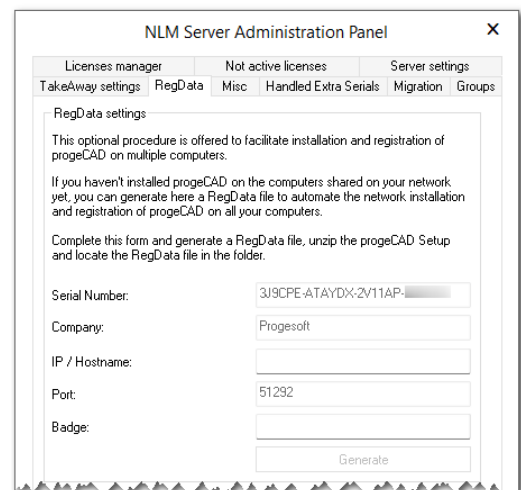 NLM Server Administration Panel
Licenses manager Not active licenses Server settings
TakeAway settings RegData Misc Handled Extra Serials Migration Groups
RegData settings
This optional procedure is offered to facilitate installation and registration of
progeCAD on multiple computers.
If you haven't installed progeCAD on the computers shared on your network
yet, you can generate here a RegData file to automate the network installation
and registration of progeCAD on all your computers.
Complete this form and generate a RegData file, unzip the progeCAD Setup
and locate the RegData file in the folder.
Serial Number: 3J9CPE-ATAYDX-2V11AP-
Company: Progesoft
IP / Hostname:
Port: 51292
Badge:
Generate